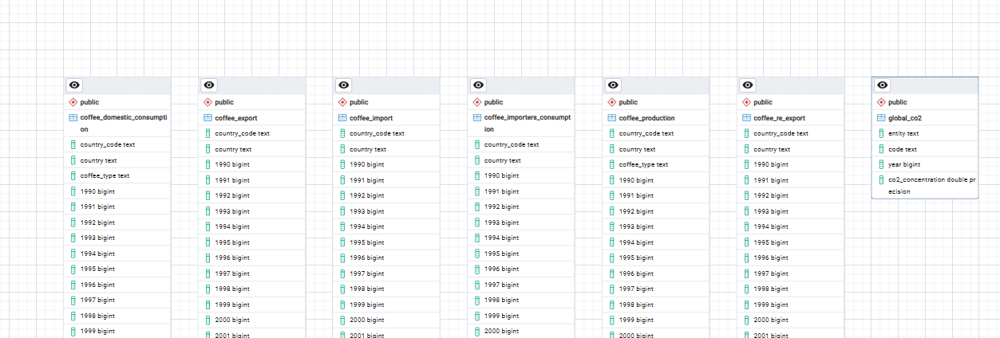 public
coffee_domestic_consumpti
on
country_code text
country text
coffee_type text
1990 bigint
1991 bigint
1992 bigint
1993 bigint
1994 bigint
1995 bigint
1996 bigint
1997 bigint
1998 bigint
1999 bigint
public
coffee_export
country_code text
country text
1990 bigint
1991 bigint
1992 bigint
1993 bigint
1994 bigint
1995 bigint
1996 bigint
1997 bigint
1998 bigint
1999 bigint
2000 bigint
2001 bigint
public
coffee_import
country_code text
country text
1990 bigint
1991 bigint
1992 bigint
1993 bigint
1994 bigint
1995 bigint
1996 bigint
1997 bigint
1998 bigint
1999 bigint
2000 bigint
2001 bigint
public
coffee_importers_consumpt
ion
country_code text
country text
1990 bigint
1991 bigint
1992 bigint
1993 bigint
1994 bigint
1995 bigint
1996 bigint
1997 bigint
1998 bigint
1999 bigint
2000 bigint
public
coffee_production
country_code text
country text
coffee_type text
1990 bigint
1991 bigint
1992 bigint
1993 bigint
1994 bigint
1995 bigint
1996 bigint
1997 bigint
1998 bigint
1999 bigint
2000 bigint
public
coffee_re_export
country_code text
country text
1990 bigint
1991 bigint
1992 bigint
1993 bigint
1994 bigint
1995 bigint
1996 bigint
1997 bigint
1998 bigint
1999 bigint
2000 bigint
2001 bigint
public
global_co2
entity text
code text
year bigint
co2_concentration double pr
ecision